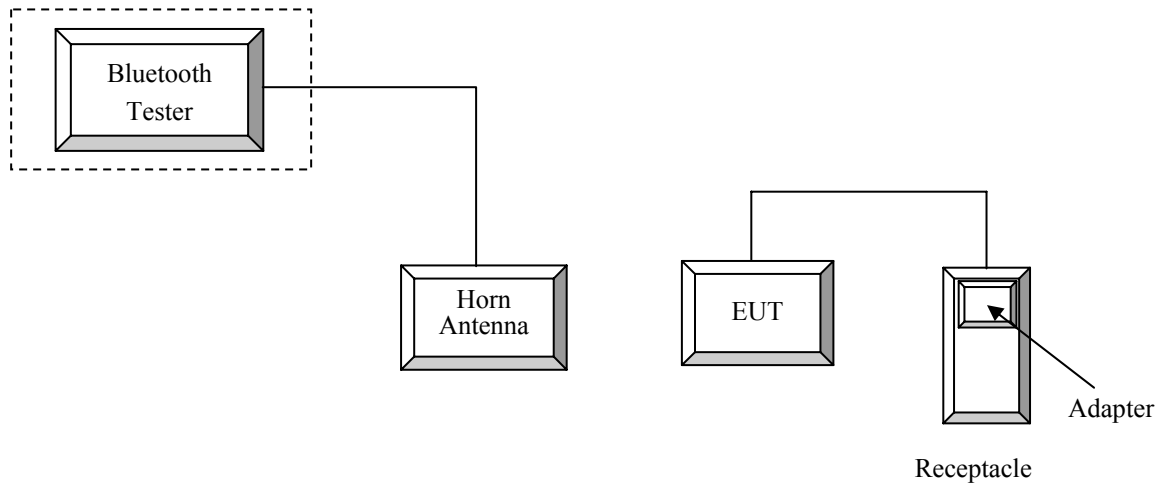 Bluetooth
Tester
Horn
Antenna
EUT
Adapter
Receptacle